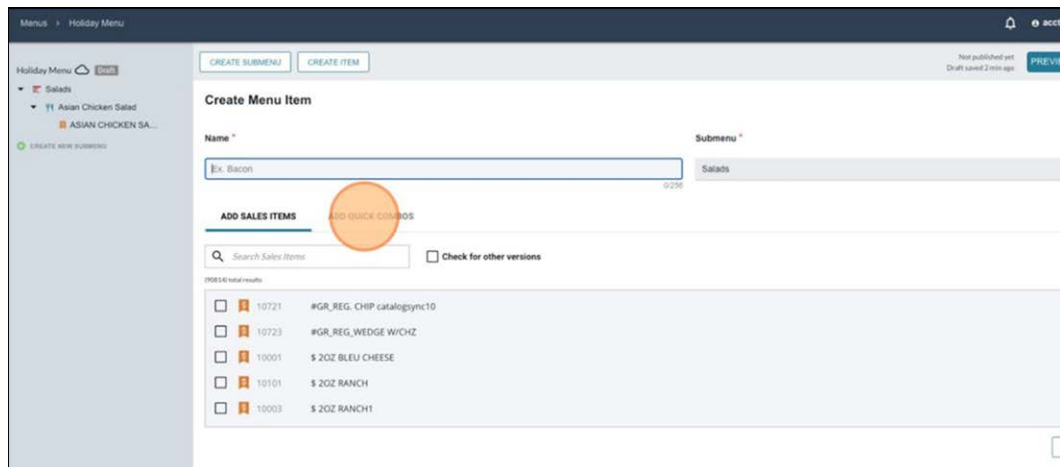 Menus > Holiday Menu
acct
Holiday Menu Draft
Salads
Asian Chicken Salad
ASIAN CHICKEN SA...
CREATE NEW SUBMENU
CREATE SUBMENU CREATE ITEM
Not published yet
Draft saved 2 min ago
PREVI
Create Menu Item
Name * Submenu *
Ex. Bacon Salads
0/256
ADD SALES ITEMS ADD QUICK COMBOS
Search Sales Items Check for other versions
total results
10721 #GR_REG. CHIP catalogsync10
10723 #GR_REG_WEDGE W/CHZ
10001 $ 2OZ BLEU CHEESE
10101 $ 2OZ RANCH
10003 $ 2OZ RANCH1